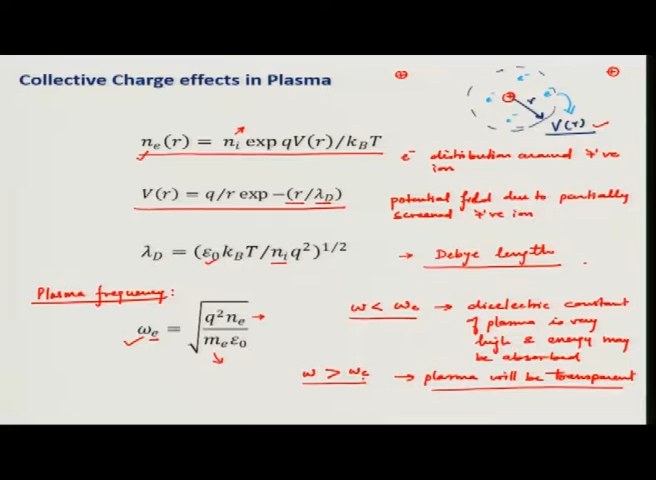 Collective Charge effects in Plasma
⊕ ⊕
e⁻ e⁻
e⁻ ⊕ r
e⁻ V(r) ✓
nₑ(r) = nᵢ exp qV(r)/k_BT
e⁻ distribution around +'ve
ion
V(r) = q/r exp −(r/λ_D)
potential field due to partially
screened +'ve ion
λ_D = (ε₀k_BT/nᵢq²)^{1/2} → Debye length
Plasma frequency:
ωₑ = √(q²nₑ / mₑε₀)
ω < ωₑ → dielectric constant
of plasma is very
high & energy may
be absorbed
ω > ωₑ → plasma will be transparent